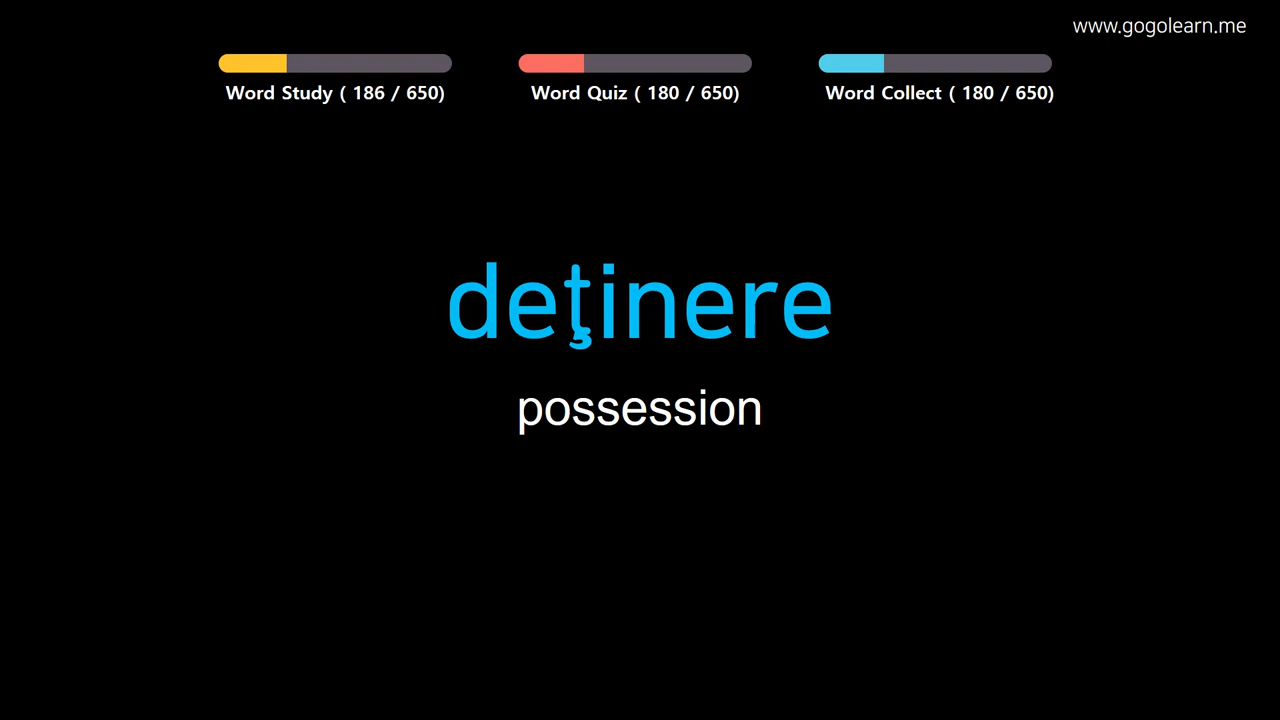 www.gogolearn.me
Word Study ( 186 / 650)
Word Quiz ( 180 / 650)
Word Collect ( 180 / 650)
deţinere
possession